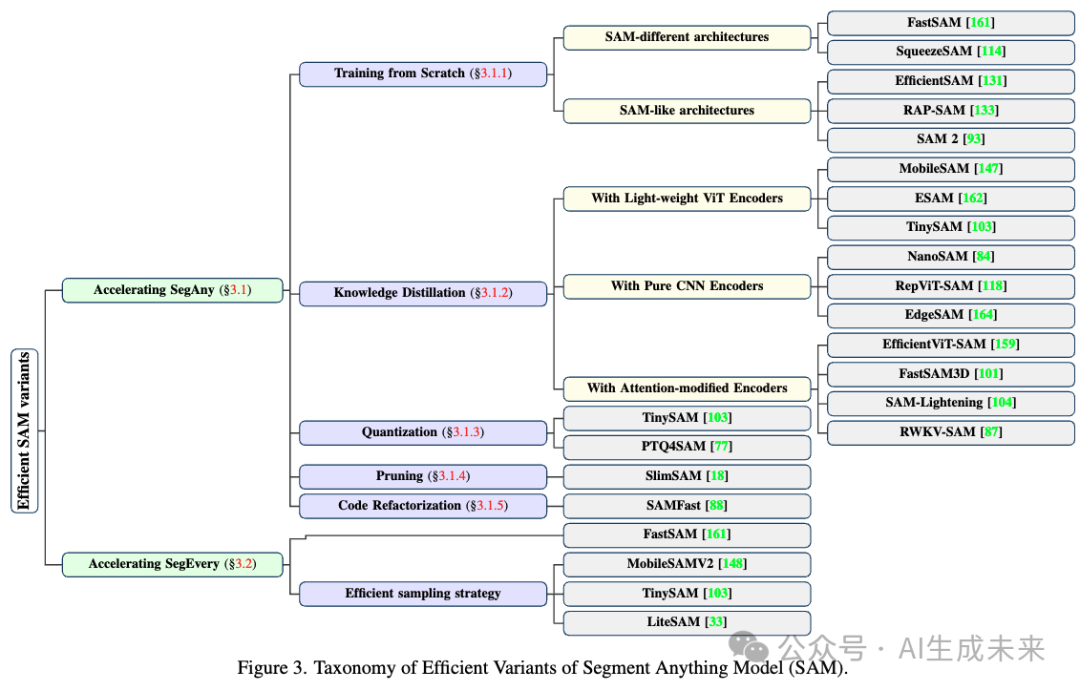 Efficient SAM variants
Accelerating SegAny (§3.1)
Training from Scratch (§3.1.1)
SAM-different architectures
FastSAM [161]
SqueezeSAM [114]
SAM-like architectures
EfficientSAM [131]
RAP-SAM [133]
SAM 2 [93]
Knowledge Distillation (§3.1.2)
With Light-weight ViT Encoders
MobileSAM [147]
ESAM [162]
TinySAM [103]
With Pure CNN Encoders
NanoSAM [84]
RepViT-SAM [118]
EdgeSAM [164]
With Attention-modified Encoders
EfficientViT-SAM [159]
FastSAM3D [101]
SAM-Lightening [104]
RWKV-SAM [87]
Quantization (§3.1.3)
TinySAM [103]
PTQ4SAM [77]
Pruning (§3.1.4)
SlimSAM [18]
Code Refactorization (§3.1.5)
SAMFast [88]
Accelerating SegEvery (§3.2)
FastSAM [161]
Efficient sampling strategy
MobileSAMV2 [148]
TinySAM [103]
LiteSAM [33]
公众号 · AI生成未来
Figure 3. Taxonomy of Efficient Variants of Segment Anything Model (SAM).